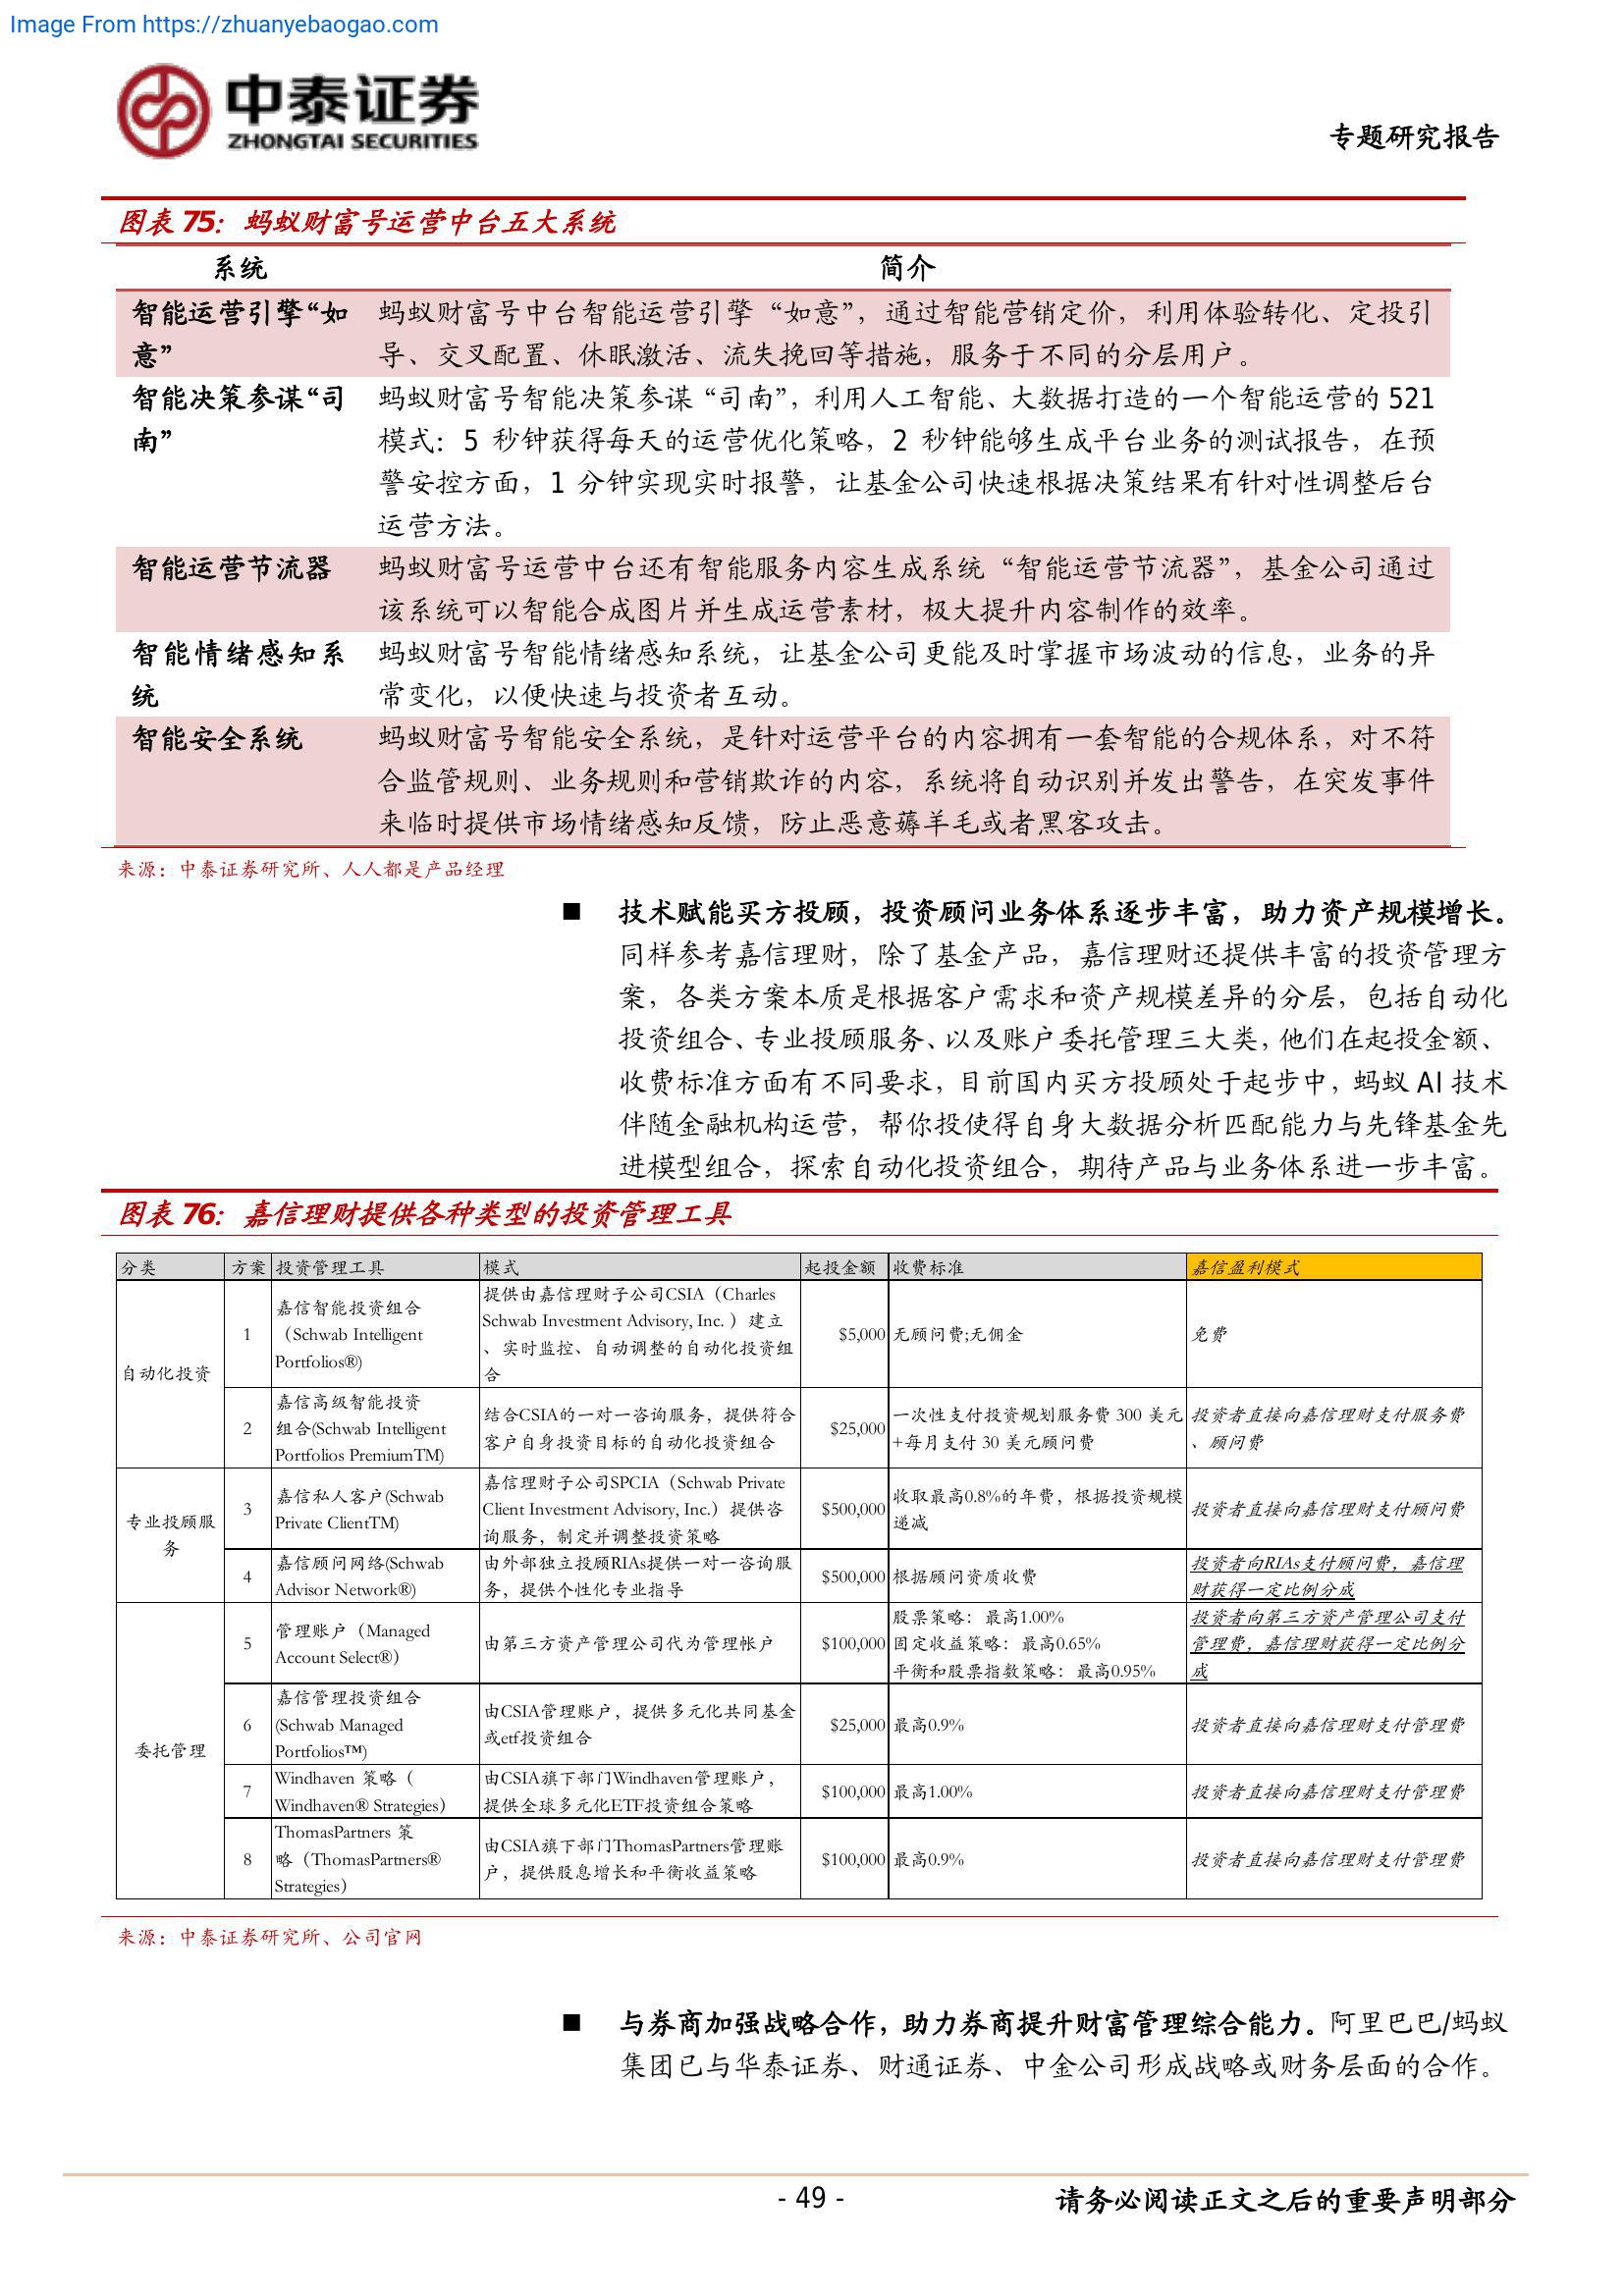 Image From https://zhuanyebaogao.com
中泰证券
ZHONGTAI SECURITIES
专题研究报告
图表 75：蚂蚁财富号运营中台五大系统
系统 简介
智能运营引擎“如 蚂蚁财富号中台智能运营引擎“如意”，通过智能营销定价，利用体验转化、定投引
意” 导、交叉配置、休眠激活、流失挽回等措施，服务于不同的分层用户。
智能决策参谋“司 蚂蚁财富号智能决策参谋“司南”，利用人工智能、大数据打造的一个智能运营的 521
南” 模式：5 秒钟获得每天的运营优化策略，2 秒钟能够生成平台业务的测试报告，在预
警安控方面，1 分钟实现实时报警，让基金公司快速根据决策结果有针对性调整后台
运营方法。
智能运营节流器 蚂蚁财富号运营中台还有智能服务内容生成系统“智能运营节流器”，基金公司通过
该系统可以智能合成图片并生成运营素材，极大提升内容制作的效率。
智能情绪感知系 蚂蚁财富号智能情绪感知系统，让基金公司更能及时掌握市场波动的信息，业务的异
统 常变化，以便快速与投资者互动。
智能安全系统 蚂蚁财富号智能安全系统，是针对运营平台的内容拥有一套智能的合规体系，对不符
合监管规则、业务规则和营销欺诈的内容，系统将自动识别并发出警告，在突发事件
来临时提供市场情绪感知反馈，防止恶意薅羊毛或者黑客攻击。
来源：中泰证券研究所、人人都是产品经理
■ 技术赋能买方投顾，投资顾问业务体系逐步丰富，助力资产规模增长。
同样参考嘉信理财，除了基金产品，嘉信理财还提供丰富的投资管理方
案，各类方案本质是根据客户需求和资产规模差异的分层，包括自动化
投资组合、专业投顾服务、以及账户委托管理三大类，他们在起投金额、
收费标准方面有不同要求，目前国内买方投顾处于起步中，蚂蚁 AI 技术
伴随金融机构运营，帮你投使得自身大数据分析匹配能力与先锋基金先
进模型组合，探索自动化投资组合，期待产品与业务体系进一步丰富。
图表 76：嘉信理财提供各种类型的投资管理工具
分类 方案 投资管理工具 模式 起投金额 收费标准 嘉信盈利模式
自动化投资
1
嘉信智能投资组合
（Schwab Intelligent
Portfolios®)
提供由嘉信理财子公司CSIA（Charles
Schwab Investment Advisory, Inc. ）建立
、实时监控、自动调整的自动化投资组
合
$5,000 无顾问费;无佣金 免费
2
嘉信高级智能投资
组合(Schwab Intelligent
Portfolios PremiumTM)
结合CSIA的一对一咨询服务，提供符合
客户自身投资目标的自动化投资组合
$25,000
一次性支付投资规划服务费 300 美元
+每月支付 30 美元顾问费
投资者直接向嘉信理财支付服务费
、顾问费
专业投顾服
务
3
嘉信私人客户(Schwab
Private ClientTM)
嘉信理财子公司SPCIA（Schwab Private
Client Investment Advisory, Inc.）提供咨
询服务，制定并调整投资策略
$500,000
收取最高0.8%的年费，根据投资规模
递减
投资者直接向嘉信理财支付顾问费
4
嘉信顾问网络(Schwab
Advisor Network®)
由外部独立投顾RIAs提供一对一咨询服
务，提供个性化专业指导
$500,000 根据顾问资质收费
投资者向RIAs支付顾问费，嘉信理
财获得一定比例分成
委托管理
5
管理账户（Managed
Account Select®）
由第三方资产管理公司代为管理帐户
$100,000
股票策略：最高1.00%
固定收益策略：最高0.65%
平衡和股票指数策略：最高0.95%
投资者向第三方资产管理公司支付
管理费，嘉信理财获得一定比例分
成
6
嘉信管理投资组合
(Schwab Managed
Portfolios™)
由CSIA管理账户，提供多元化共同基金
或etf投资组合
$25,000 最高0.9% 投资者直接向嘉信理财支付管理费
7
Windhaven 策略（
Windhaven® Strategies）
由CSIA旗下部门Windhaven管理账户，
提供全球多元化ETF投资组合策略
$100,000 最高1.00% 投资者直接向嘉信理财支付管理费
8
ThomasPartners 策
略（ThomasPartners®
Strategies）
由CSIA旗下部门ThomasPartners管理账
户，提供股息增长和平衡收益策略
$100,000 最高0.9% 投资者直接向嘉信理财支付管理费
来源：中泰证券研究所、公司官网
■ 与券商加强战略合作，助力券商提升财富管理综合能力。阿里巴巴/蚂蚁
集团已与华泰证券、财通证券、中金公司形成战略或财务层面的合作。
- 49 - 请务必阅读正文之后的重要声明部分